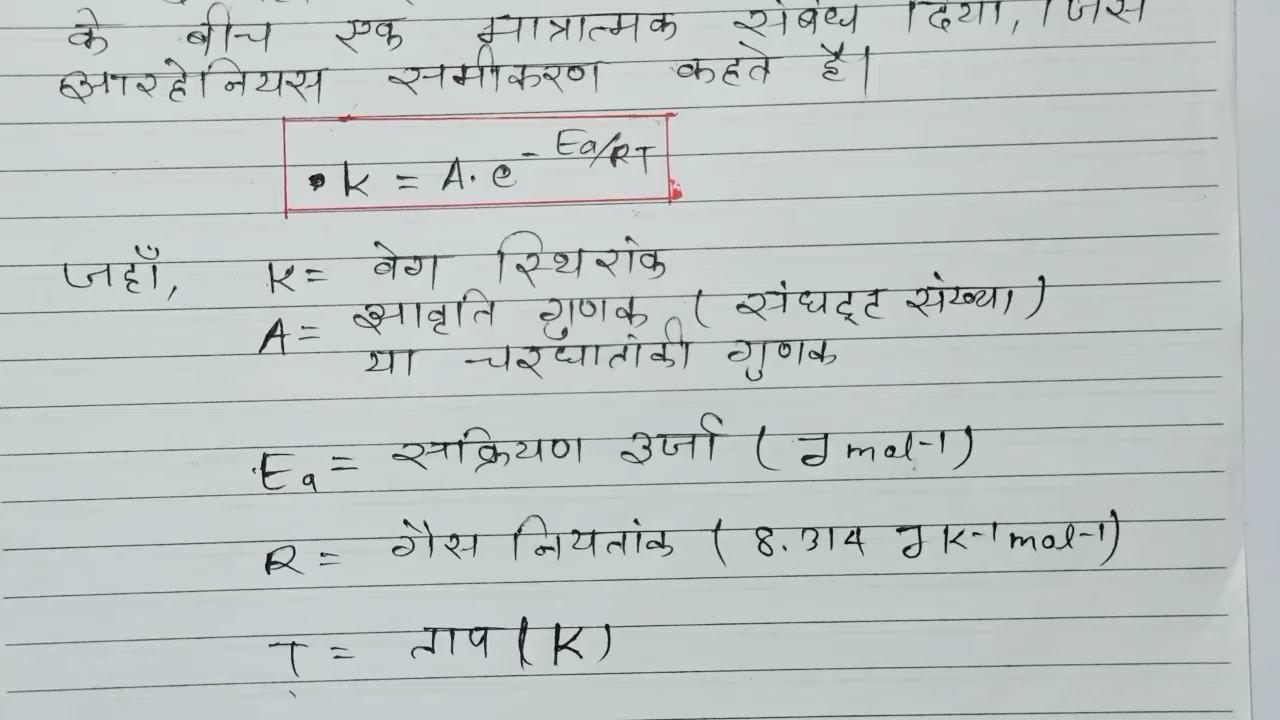 के बीच एक मात्रात्मक संबंध दिया, जिस
आरहेनियस समीकरण कहते है।
k = A. e^- Ea/RT
जहाँ, K = वेग स्थिरांक
A = आवृति गुणक ( संघट्ट संख्या )
या चरघातांकी गुणक
Ea = सक्रियण उर्जा ( J mol-1)
R = गैस नियतांक ( 8.314 J K-1 mol-1)
T = ताप ( K )